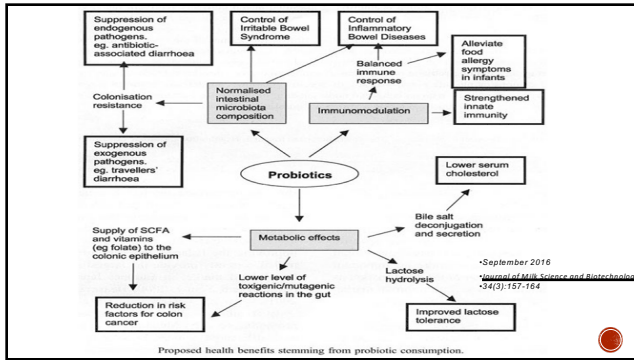 Suppression of
endogenous
pathogens.
eg. antibiotic-
associated diarrhoea
Control of
Irritable Bowel
Syndrome
Control of
Inflammatory
Bowel Diseases
Alleviate
food
allergy
symptoms
in infants
Balanced
immune
response
Colonisation
resistance
Normalised
intestinal
microbiota
composition
Immunomodulation
Strengthened
innate
immunity
Suppression of
exogenous
pathogens.
eg. travellers'
diarrhoea
Probiotics
Lower serum
cholesterol
Supply of SCFA
and vitamins
(eg folate) to the
colonic epithelium
Metabolic effects
Bile salt
deconjugation
and secretion
Lower level of
toxigenic/mutagenic
reactions in the gut
Lactose
hydrolysis
•September 2016
•Journal of Milk Science and Biotechnolog
•34(3):157-164
Reduction in risk
factors for colon
cancer
Improved lactose
tolerance
Proposed health benefits stemming from probiotic consumption.